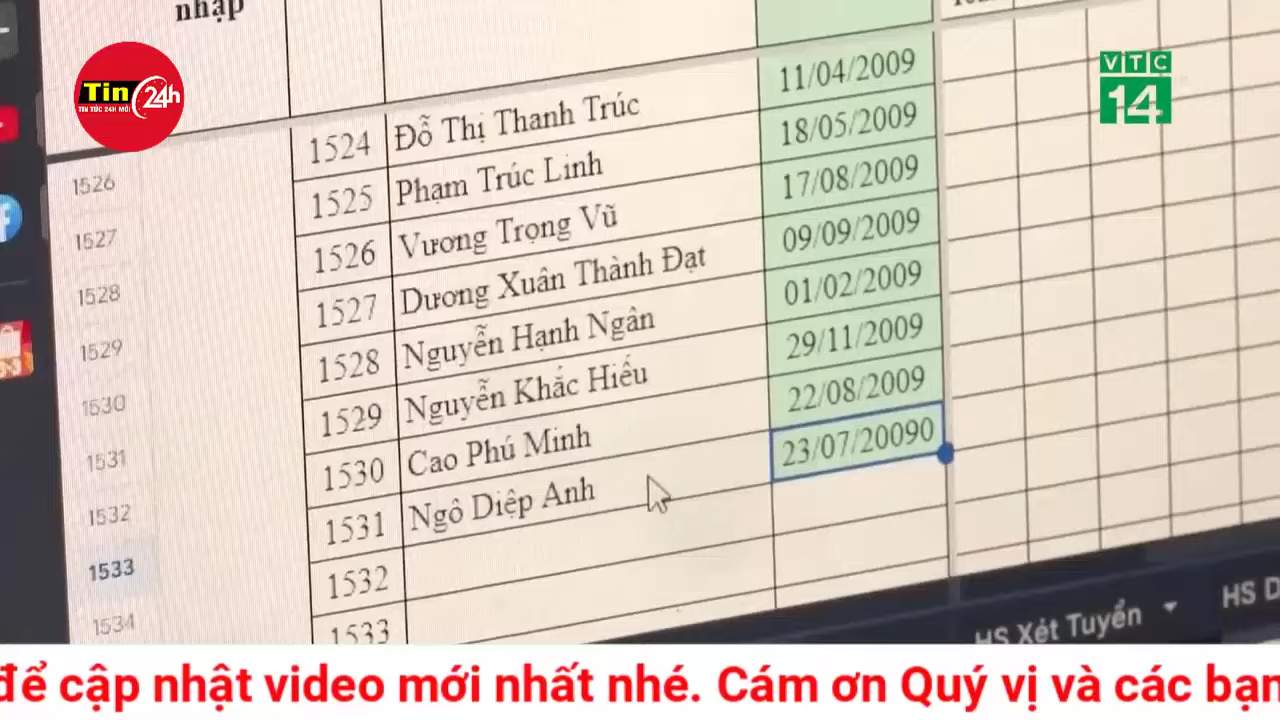 nhập
1526 1524 Đỗ Thị Thanh Trúc 11/04/2009
1527 1525 Phạm Trúc Linh 18/05/2009
1528 1526 Vương Trọng Vũ 17/08/2009
1529 1527 Dương Xuân Thành Đạt 09/09/2009
1530 1528 Nguyễn Hạnh Ngân 01/02/2009
1531 1529 Nguyễn Khắc Hiếu 29/11/2009
1532 1530 Cao Phú Minh 22/08/2009
1533 1531 Ngô Diệp Anh 23/07/20090
1534 1532
1533
HS Xét Tuyển HS D
Tin 24h
TIN TỨC 24H MỚI
VTC
14
để cập nhật video mới nhất nhé. Cám ơn Quý vị và các bạn